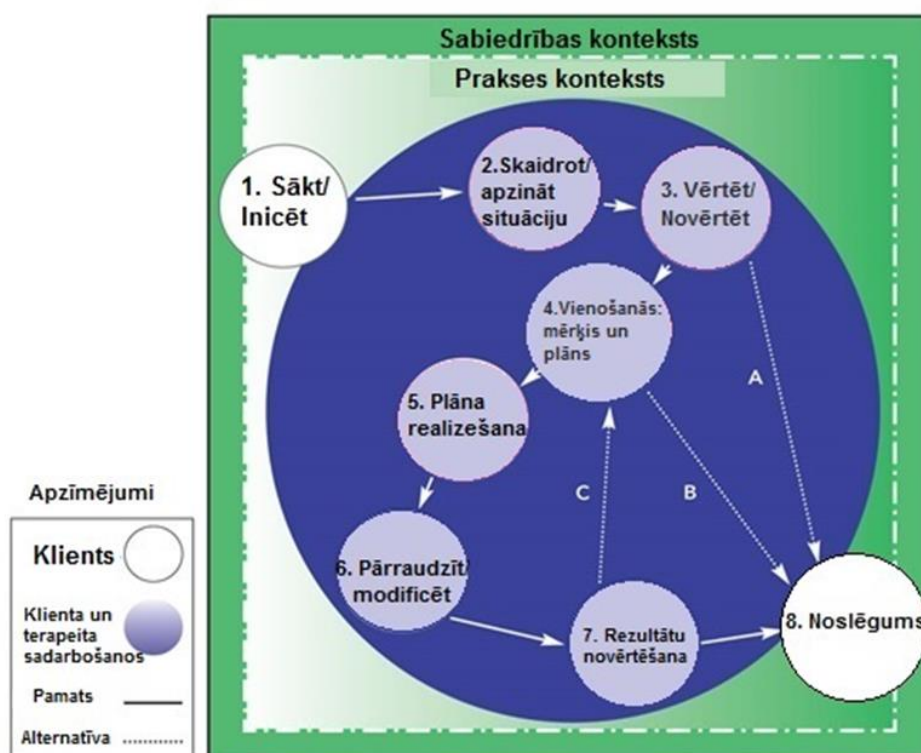 Sabiedrības konteksts
Prakses konteksts
1. Sākt/
Inicēt
2.Skaidrot/
apzināt
situāciju
3. Vērtēt/
Novērtēt
4.Vienošanās:
mērķis un
plāns
A
5. Plāna
realizešana
C
B
6. Pārraudzīt/
modificēt
7. Rezultātu
novērtēšana
8. Noslēgums
Apzīmējumi
Klients
Klienta un
terapeita
sadarbošanos
Pamats
Alternatīva